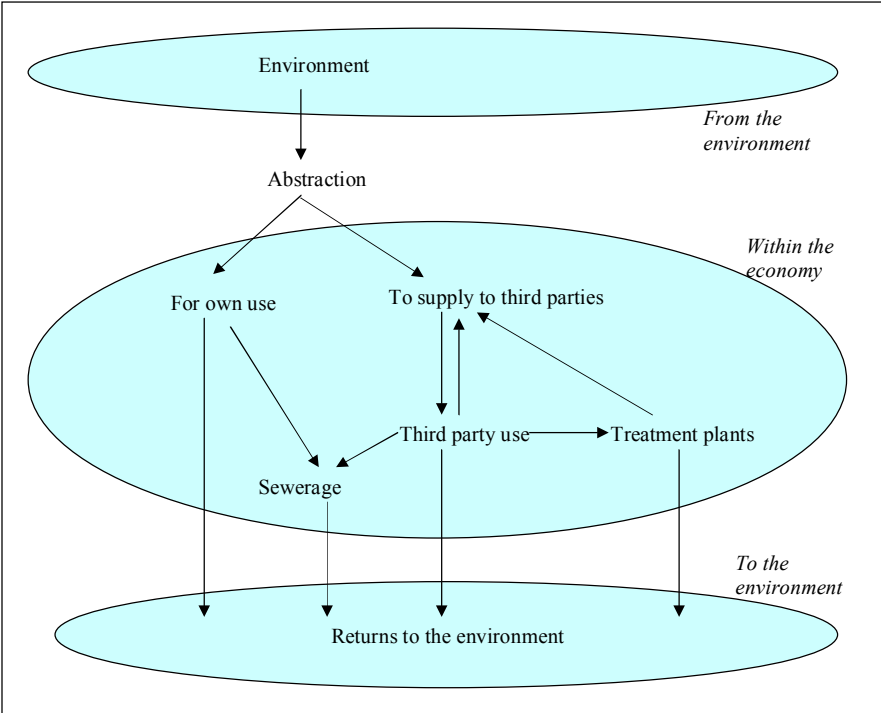 Environment
From the
environment
Abstraction
Within the
economy
For own use
To supply to third parties
Third party use
Treatment plants
Sewerage
To the
environment
Returns to the environment